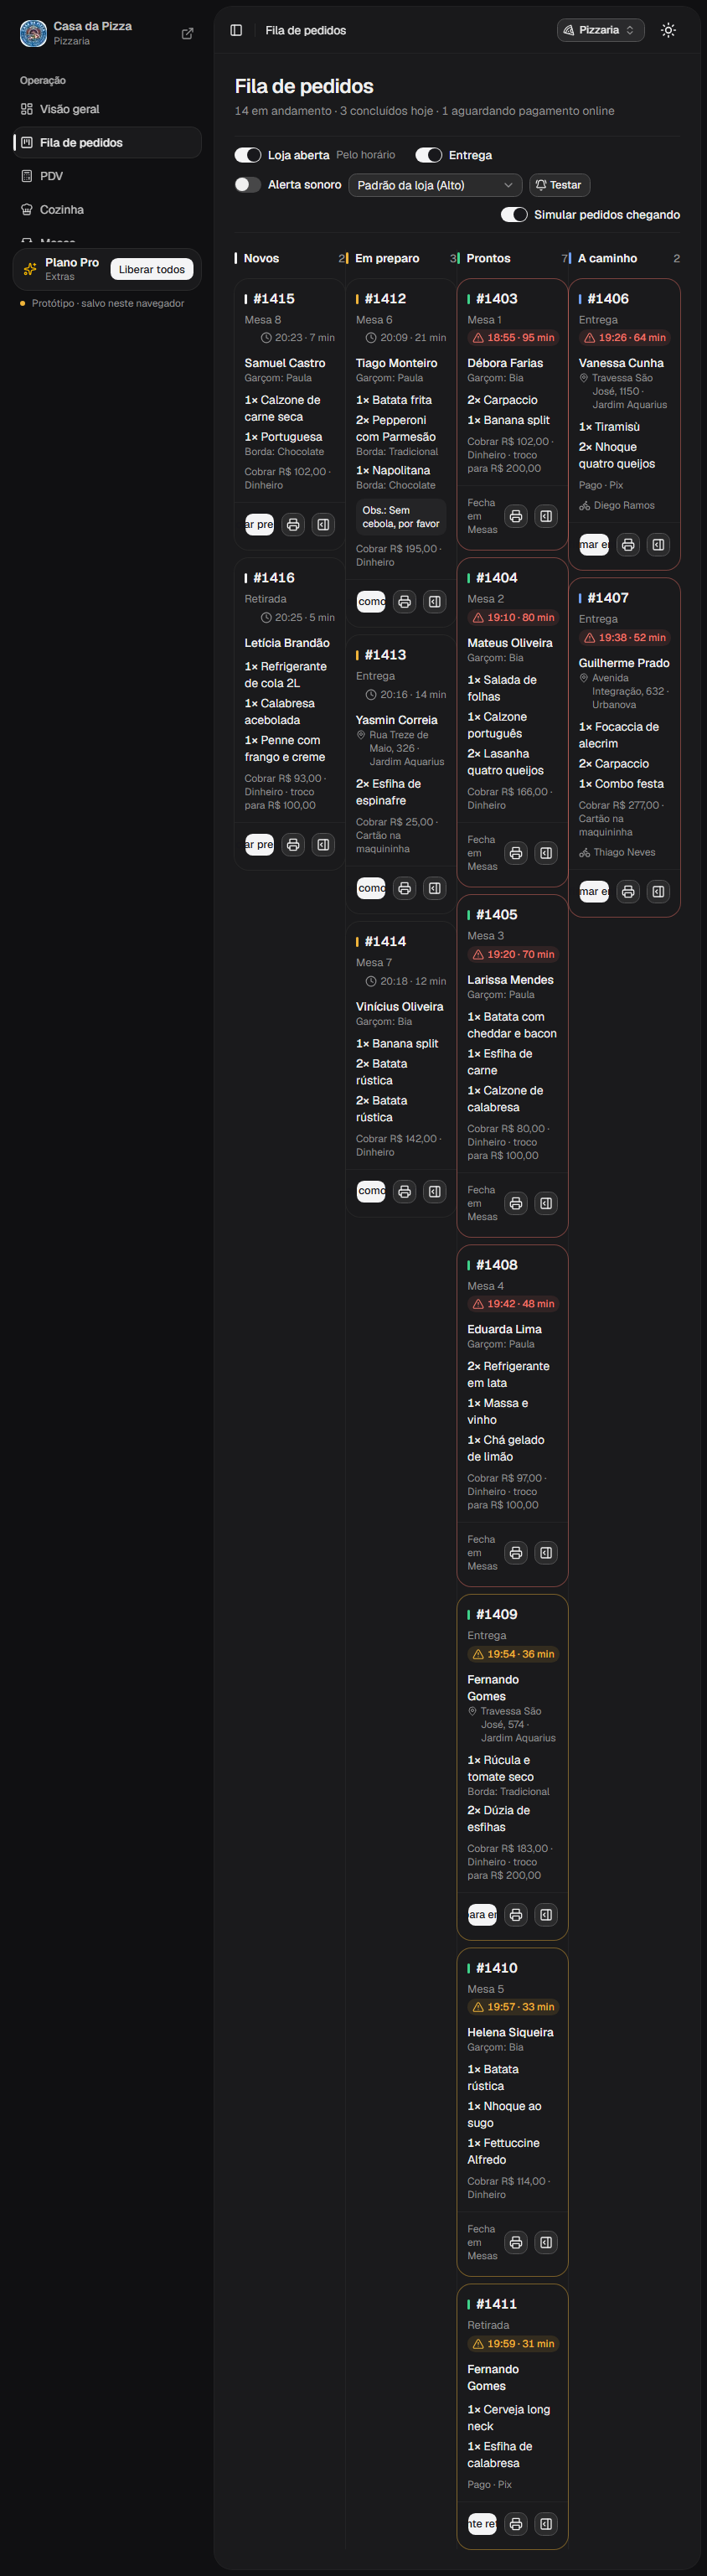 Casa da Pizza
Pizzaria
Operação
Visão geral
Fila de pedidos
PDV
Cozinha
Plano Pro
Extras
Liberar todos
Protótipo · salvo neste navegador
Fila de pedidos
Pizzaria
Fila de pedidos
14 em andamento · 3 concluídos hoje · 1 aguardando pagamento online
Loja aberta Pelo horário
Entrega
Alerta sonoro
Padrão da loja (Alto)
Testar
Simular pedidos chegando
Novos 2
#1415
Mesa 8
20:23 · 7 min
Samuel Castro
Garçom: Paula
1× Calzone de
carne seca
1× Portuguesa
Borda: Chocolate
Cobrar R$ 102,00 ·
Dinheiro
ar pre
#1416
Retirada
20:25 · 5 min
Letícia Brandão
1× Refrigerante
de cola 2L
1× Calabresa
acebolada
1× Penne com
frango e creme
Cobrar R$ 93,00 ·
Dinheiro · troco
para R$ 100,00
ar pre
Em preparo 3
#1412
Mesa 6
20:09 · 21 min
Tiago Monteiro
Garçom: Paula
1× Batata frita
2× Pepperoni
com Parmesão
Borda: Tradicional
1× Napolitana
Borda: Chocolate
Obs.: Sem
cebola, por favor
Cobrar R$ 195,00 ·
Dinheiro
como
#1413
Entrega
20:16 · 14 min
Yasmin Correia
Rua Treze de
Maio, 326 ·
Jardim Aquarius
2× Esfiha de
espinafre
Cobrar R$ 25,00 ·
Cartão na
maquininha
como
#1414
Mesa 7
20:18 · 12 min
Vinícius Oliveira
Garçom: Bia
1× Banana split
2× Batata
rústica
2× Batata
rústica
Cobrar R$ 142,00 ·
Dinheiro
como
Prontos 7
#1403
Mesa 1
18:55 · 95 min
Débora Farias
Garçom: Bia
2× Carpaccio
1× Banana split
Cobrar R$ 102,00 ·
Dinheiro · troco
para R$ 200,00
Fecha
em
Mesas
#1404
Mesa 2
19:10 · 80 min
Mateus Oliveira
Garçom: Bia
1× Salada de
folhas
1× Calzone
português
2× Lasanha
quatro queijos
Cobrar R$ 166,00 ·
Dinheiro
Fecha
em
Mesas
#1405
Mesa 3
19:20 · 70 min
Larissa Mendes
Garçom: Paula
1× Batata com
cheddar e bacon
1× Esfiha de
carne
1× Calzone de
calabresa
Cobrar R$ 80,00 ·
Dinheiro · troco
para R$ 100,00
Fecha
em
Mesas
#1408
Mesa 4
19:42 · 48 min
Eduarda Lima
Garçom: Paula
2× Refrigerante
em lata
1× Massa e
vinho
1× Chá gelado
de limão
Cobrar R$ 97,00 ·
Dinheiro · troco
para R$ 100,00
Fecha
em
Mesas
#1409
Entrega
19:54 · 36 min
Fernando
Gomes
Travessa São
José, 574 ·
Jardim Aquarius
1× Rúcula e
tomate seco
Borda: Tradicional
2× Dúzia de
esfihas
Cobrar R$ 183,00 ·
Dinheiro · troco
para R$ 200,00
para en
#1410
Mesa 5
19:57 · 33 min
Helena Siqueira
Garçom: Bia
1× Batata
rústica
1× Nhoque ao
sugo
1× Fettuccine
Alfredo
Cobrar R$ 114,00 ·
Dinheiro
Fecha
em
Mesas
#1411
Retirada
19:59 · 31 min
Fernando
Gomes
1× Cerveja long
neck
1× Esfiha de
calabresa
Pago · Pix
nte ret
A caminho 2
#1406
Entrega
19:26 · 64 min
Vanessa Cunha
Travessa São
José, 1150 ·
Jardim Aquarius
1× Tiramisù
2× Nhoque
quatro queijos
Pago · Pix
Diego Ramos
mar en
#1407
Entrega
19:38 · 52 min
Guilherme Prado
Avenida
Integração, 632 ·
Urbanova
1× Focaccia de
alecrim
2× Carpaccio
1× Combo festa
Cobrar R$ 277,00 ·
Cartão na
maquininha
Thiago Neves
mar en